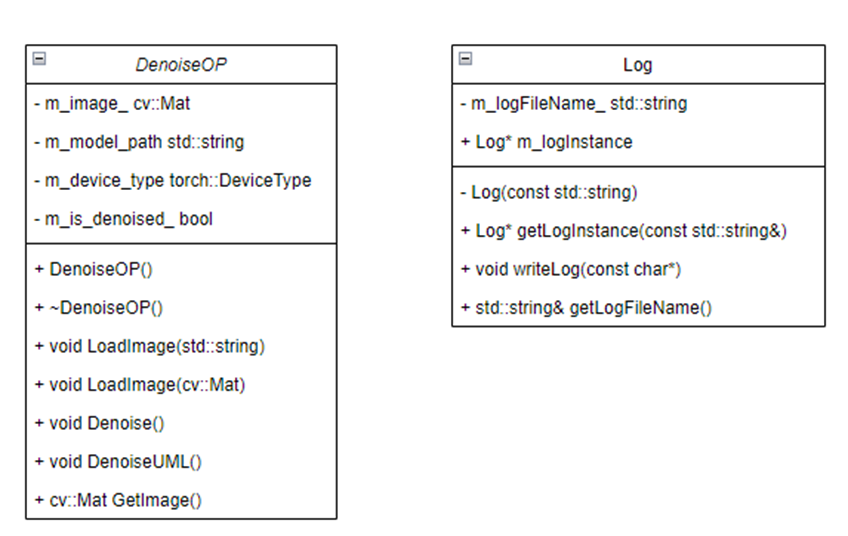 DenoiseOP
- m_image_ cv::Mat
- m_model_path std::string
- m_device_type torch::DeviceType
- m_is_denoised_ bool
+ DenoiseOP()
+ ~DenoiseOP()
+ void LoadImage(std::string)
+ void LoadImage(cv::Mat)
+ void Denoise()
+ void DenoiseUML()
+ cv::Mat GetImage()
Log
- m_logFileName_ std::string
+ Log* m_logInstance
- Log(const std::string)
+ Log* getLogInstance(const std::string&)
+ void writeLog(const char*)
+ std::string& getLogFileName()